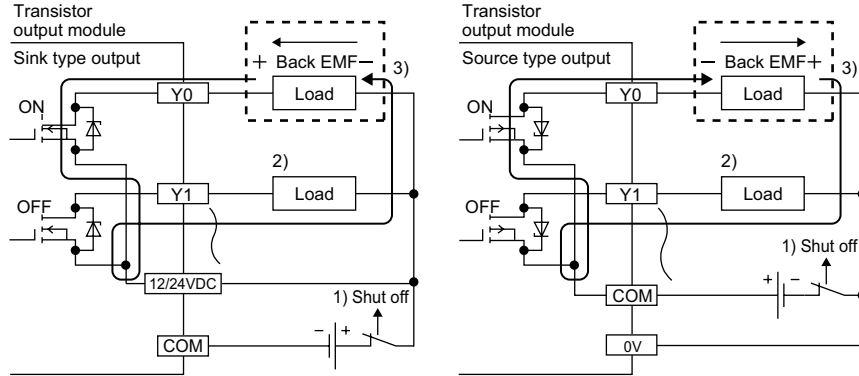 Transistor
output module
Sink type output
+ Back EMF −
3)
Y0
Load
ON
2)
Y1
Load
OFF
12/24VDC
1) Shut off
− +
COM
Transistor
output module
Source type output
− Back EMF +
3)
Y0
Load
ON
2)
Y1
Load
OFF
1) Shut off
+ −
COM
0V